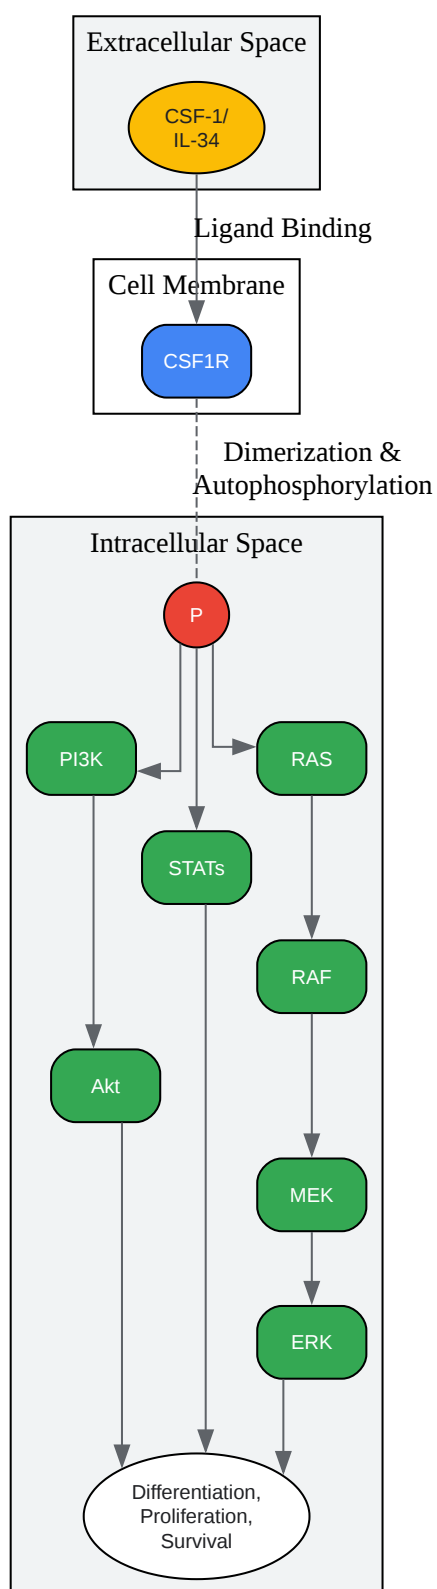 Extracellular Space
CSF-1/
IL-34
Ligand Binding
Cell Membrane
CSF1R
Dimerization &
Autophosphorylation
Intracellular Space
P
PI3K
RAS
STATs
RAF
Akt
MEK
ERK
Differentiation,
Proliferation,
Survival